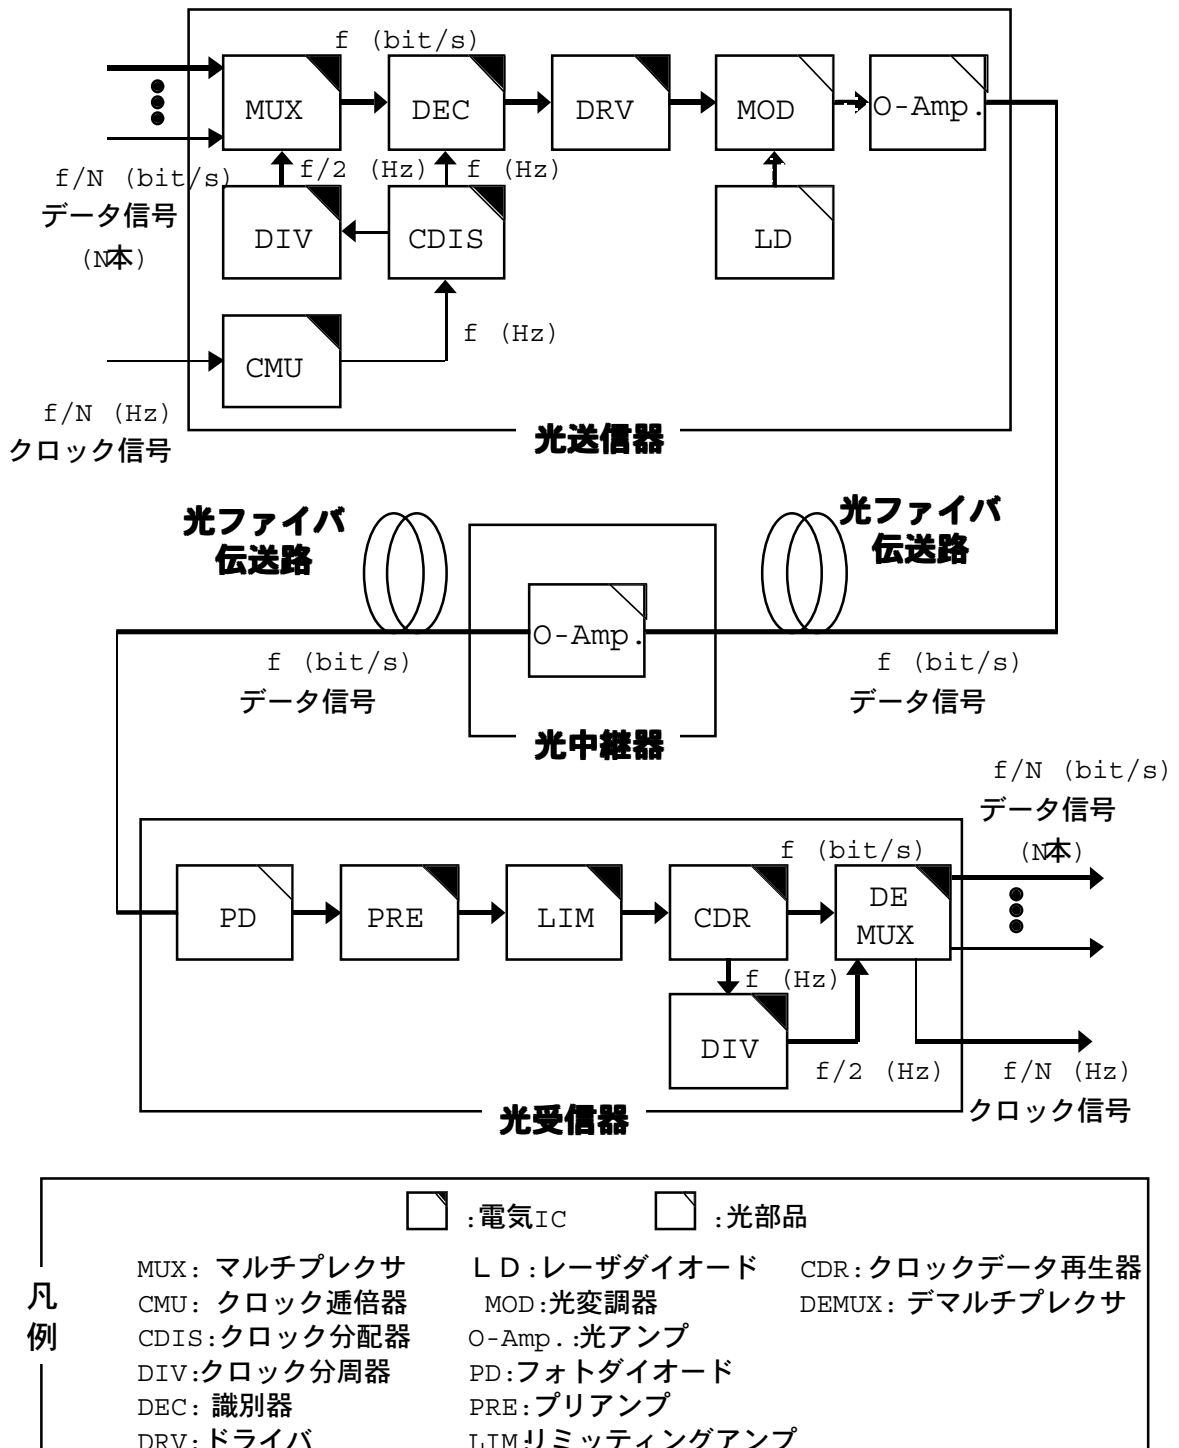 f (bit/s)
MUX
DEC
DRV
MOD
O-Amp.
f/N (bit/s)
データ信号
(N本)
f/2 (Hz)
f (Hz)
DIV
CDIS
LD
f (Hz)
CMU
f/N (Hz)
クロック信号
光送信器
光ファイバ
伝送路
光ファイバ
伝送路
O-Amp.
f (bit/s)
データ信号
f (bit/s)
データ信号
光中継器
f/N (bit/s)
データ信号
(N本)
f (bit/s)
PD
PRE
LIM
CDR
DE
MUX
f (Hz)
DIV
f/2 (Hz)
f/N (Hz)
クロック信号
光受信器
凡例
:電気IC
:光部品
MUX: マルチプレクサ
LD:レーザダイオード
CDR:クロックデータ再生器
CMU: クロック逓倍器
MOD:光変調器
DEMUX: デマルチプレクサ
CDIS:クロック分配器
O-Amp.:光アンプ
DIV:クロック分周器
PD:フォトダイオード
DEC: 識別器
PRE:プリアンプ
DRV:ドライバ
LIM:リミッティングアンプ